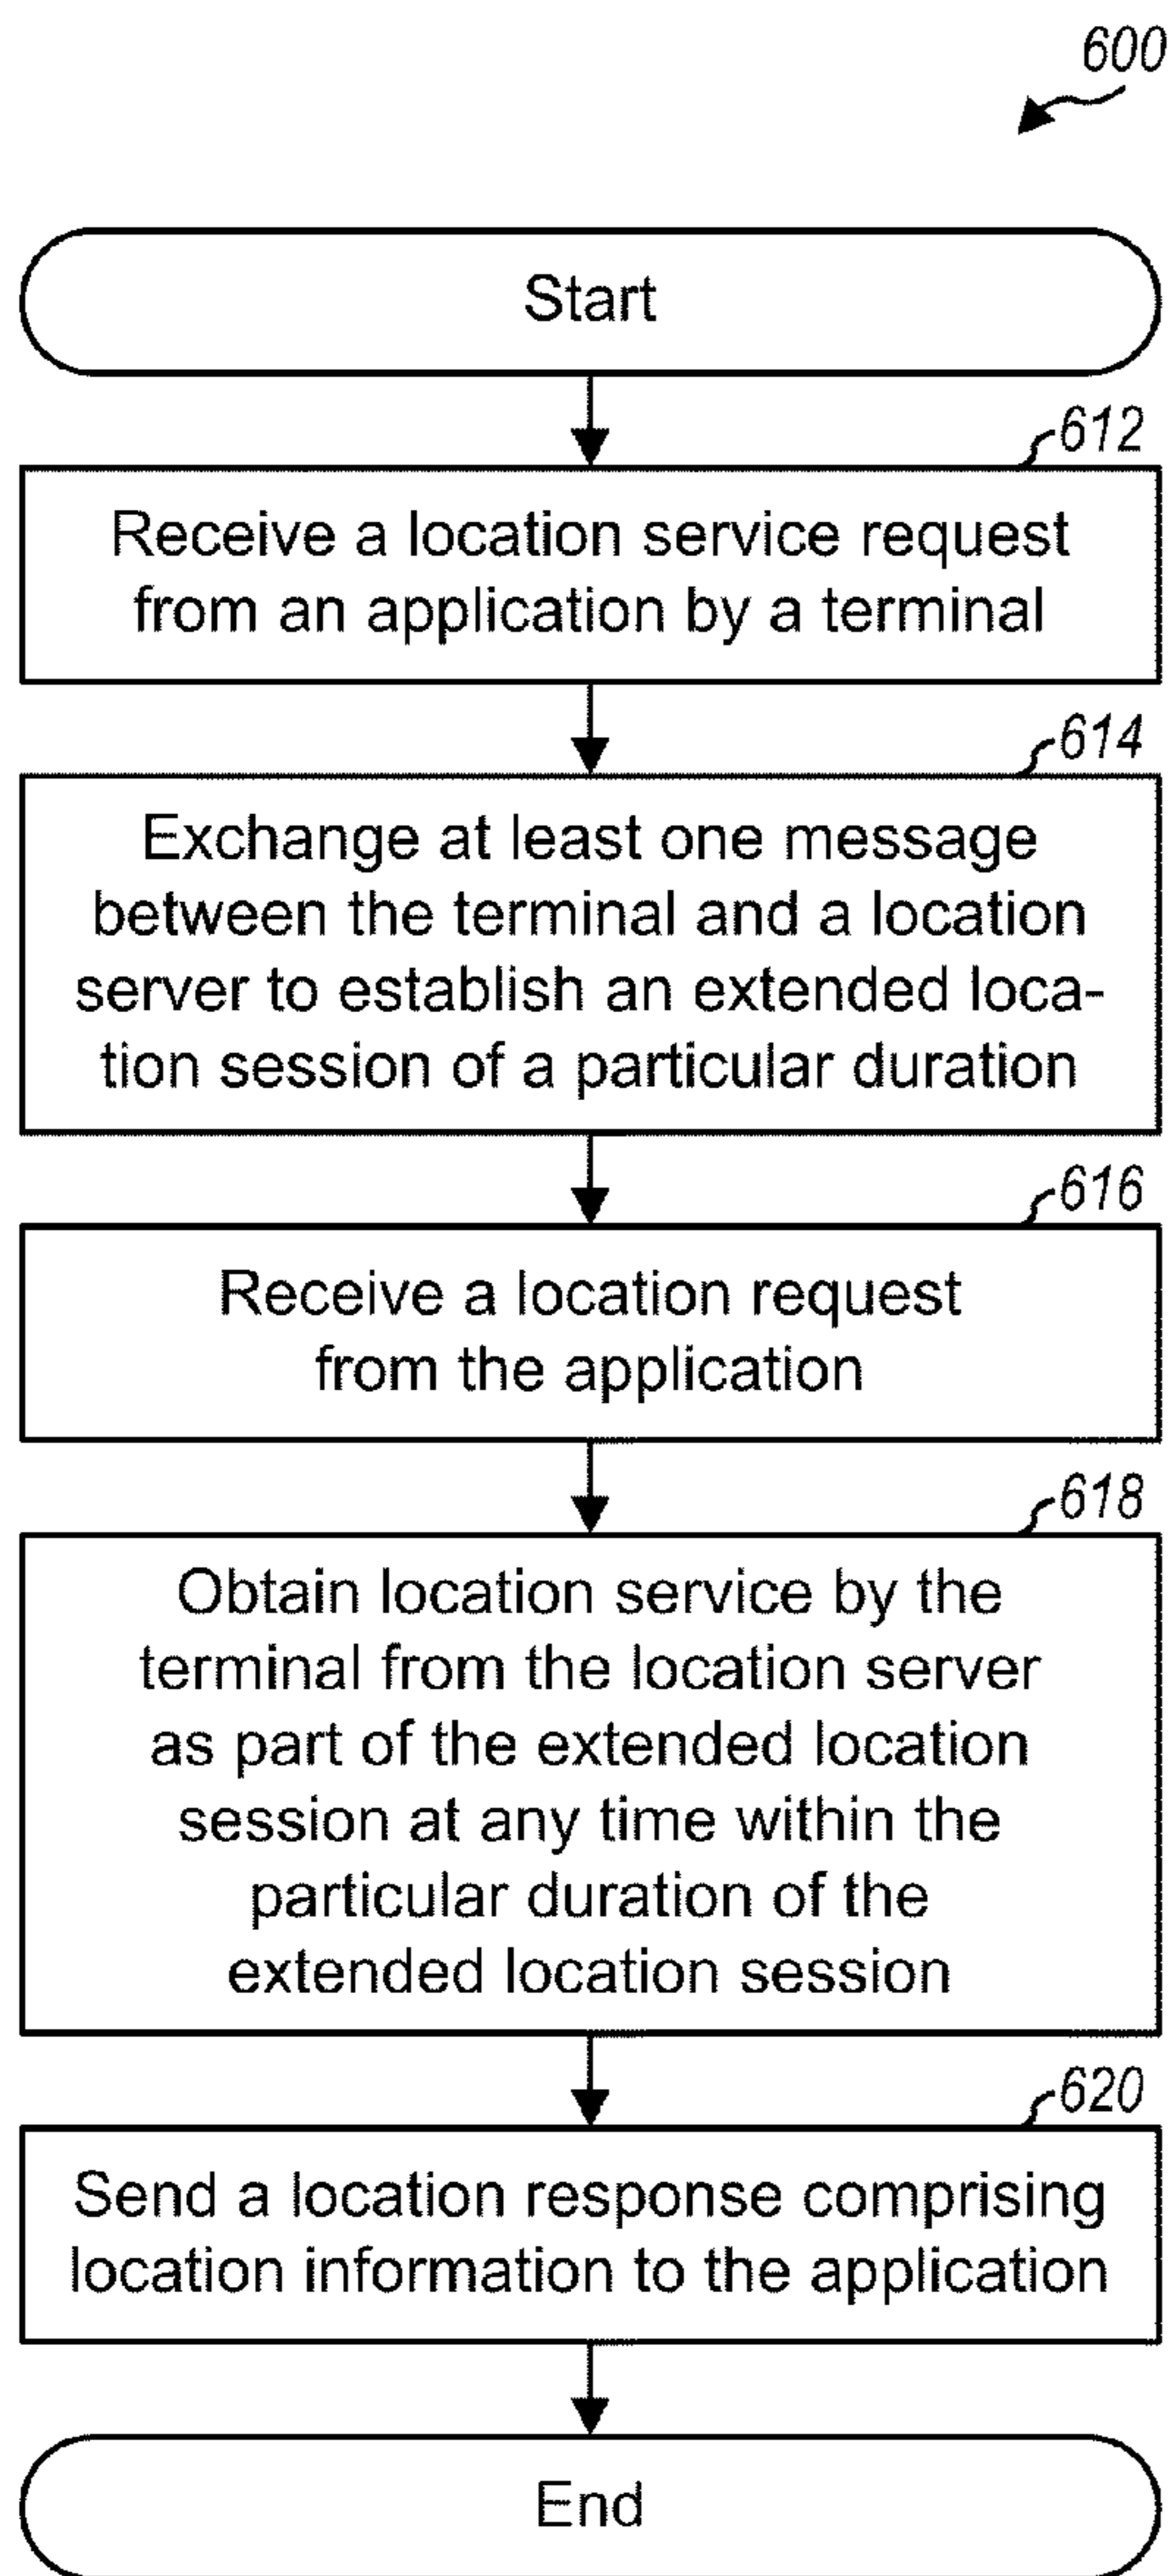 600
Start
612
Receive a location service request
from an application by a terminal
614
Exchange at least one message
between the terminal and a location
server to establish an extended loca-
tion session of a particular duration
616
Receive a location request
from the application
618
Obtain location service by the
terminal from the location server
as part of the extended location
session at any time within the
particular duration of the
extended location session
620
Send a location response comprising
location information to the application
End